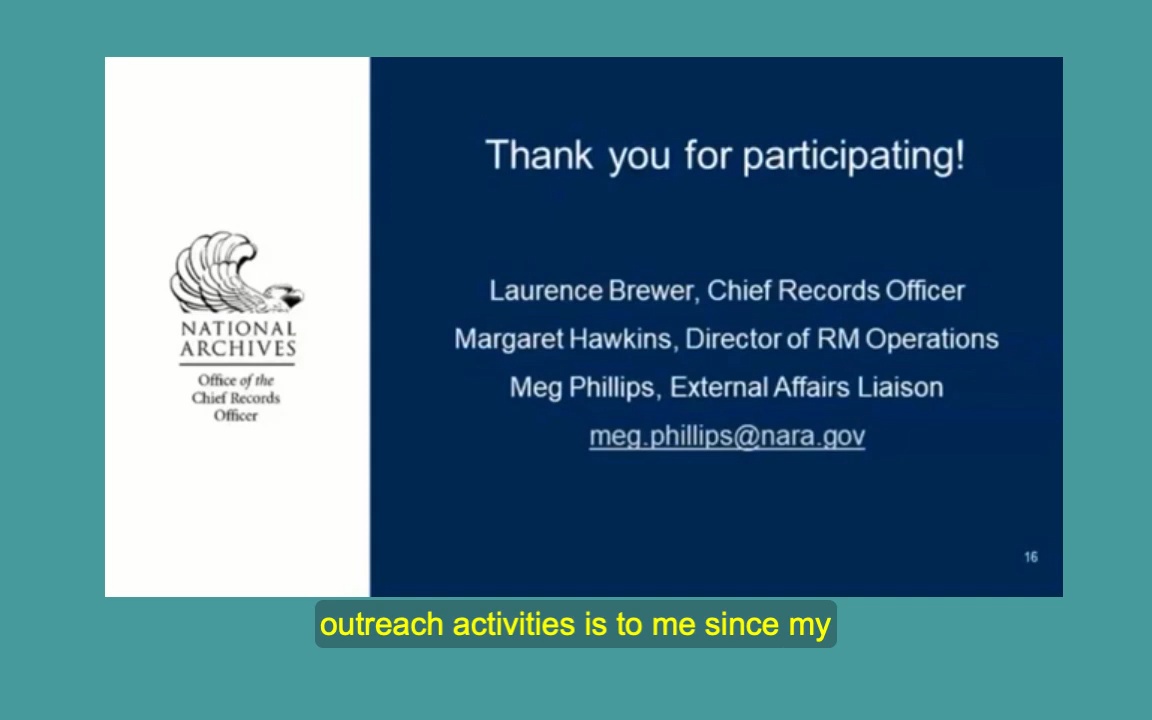 Thank you for participating!
Laurence Brewer, Chief Records Officer
Margaret Hawkins, Director of RM Operations
Meg Phillips, External Affairs Liaison
meg.phillips@nara.gov
NATIONAL
ARCHIVES
Office of the
Chief Records
Officer
16
outreach activities is to me since my